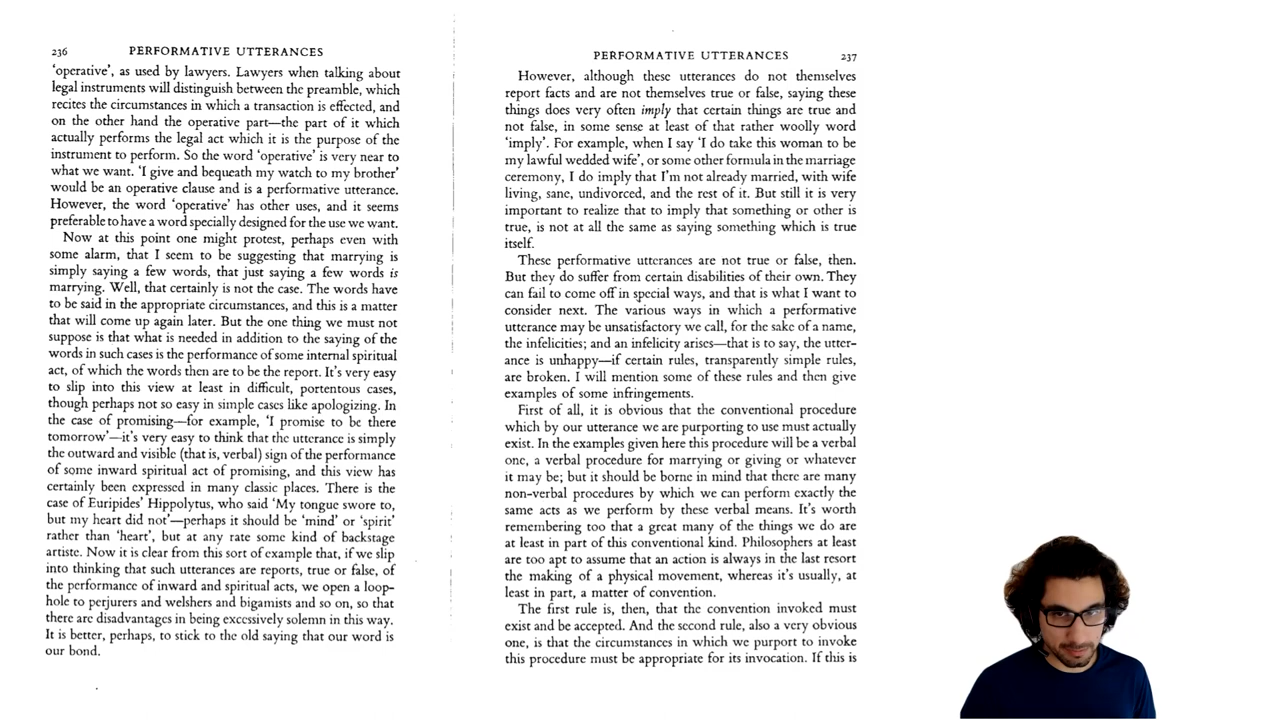 236 PERFORMATIVE UTTERANCES
'operative', as used by lawyers. Lawyers when talking about
legal instruments will distinguish between the preamble, which
recites the circumstances in which a transaction is effected, and
on the other hand the operative part—the part of it which
actually performs the legal act which it is the purpose of the
instrument to perform. So the word 'operative' is very near to
what we want. 'I give and bequeath my watch to my brother'
would be an operative clause and is a performative utterance.
However, the word 'operative' has other uses, and it seems
preferable to have a word specially designed for the use we want.
Now at this point one might protest, perhaps even with
some alarm, that I seem to be suggesting that marrying is
simply saying a few words, that just saying a few words is
marrying. Well, that certainly is not the case. The words have
to be said in the appropriate circumstances, and this is a matter
that will come up again later. But the one thing we must not
suppose is that what is needed in addition to the saying of the
words in such cases is the performance of some internal spiritual
act, of which the words then are to be the report. It's very easy
to slip into this view at least in difficult, portentous cases,
though perhaps not so easy in simple cases like apologizing. In
the case of promising—for example, 'I promise to be there
tomorrow'—it's very easy to think that the utterance is simply
the outward and visible (that is, verbal) sign of the performance
of some inward spiritual act of promising, and this view has
certainly been expressed in many classic places. There is the
case of Euripides' Hippolytus, who said 'My tongue swore to,
but my heart did not'—perhaps it should be 'mind' or 'spirit'
rather than 'heart', but at any rate some kind of backstage
artiste. Now it is clear from this sort of example that, if we slip
into thinking that such utterances are reports, true or false, of
the performance of inward and spiritual acts, we open a loop-
hole to perjurers and welshers and bigamists and so on, so that
there are disadvantages in being excessively solemn in this way.
It is better, perhaps, to stick to the old saying that our word is
our bond.
PERFORMATIVE UTTERANCES 237
However, although these utterances do not themselves
report facts and are not themselves true or false, saying these
things does very often imply that certain things are true and
not false, in some sense at least of that rather woolly word
'imply'. For example, when I say 'I do take this woman to be
my lawful wedded wife', or some other formula in the marriage
ceremony, I do imply that I'm not already married, with wife
living, sane, undivorced, and the rest of it. But still it is very
important to realize that to imply that something or other is
true, is not at all the same as saying something which is true
itself.
These performative utterances are not true or false, then.
But they do suffer from certain disabilities of their own. They
can fail to come off in special ways, and that is what I want to
consider next. The various ways in which a performative
utterance may be unsatisfactory we call, for the sake of a name,
the infelicities; and an infelicity arises—that is to say, the utter-
ance is unhappy—if certain rules, transparently simple rules,
are broken. I will mention some of these rules and then give
examples of some infringements.
First of all, it is obvious that the conventional procedure
which by our utterance we are purporting to use must actually
exist. In the examples given here this procedure will be a verbal
one, a verbal procedure for marrying or giving or whatever
it may be; but it should be borne in mind that there are many
non-verbal procedures by which we can perform exactly the
same acts as we perform by these verbal means. It's worth
remembering too that a great many of the things we do are
at least in part of this conventional kind. Philosophers at least
are too apt to assume that an action is always in the last resort
the making of a physical movement, whereas it's usually, at
least in part, a matter of convention.
The first rule is, then, that the convention invoked must
exist and be accepted. And the second rule, also a very obvious
one, is that the circumstances in which we purport to invoke
this procedure must be appropriate for its invocation. If this is